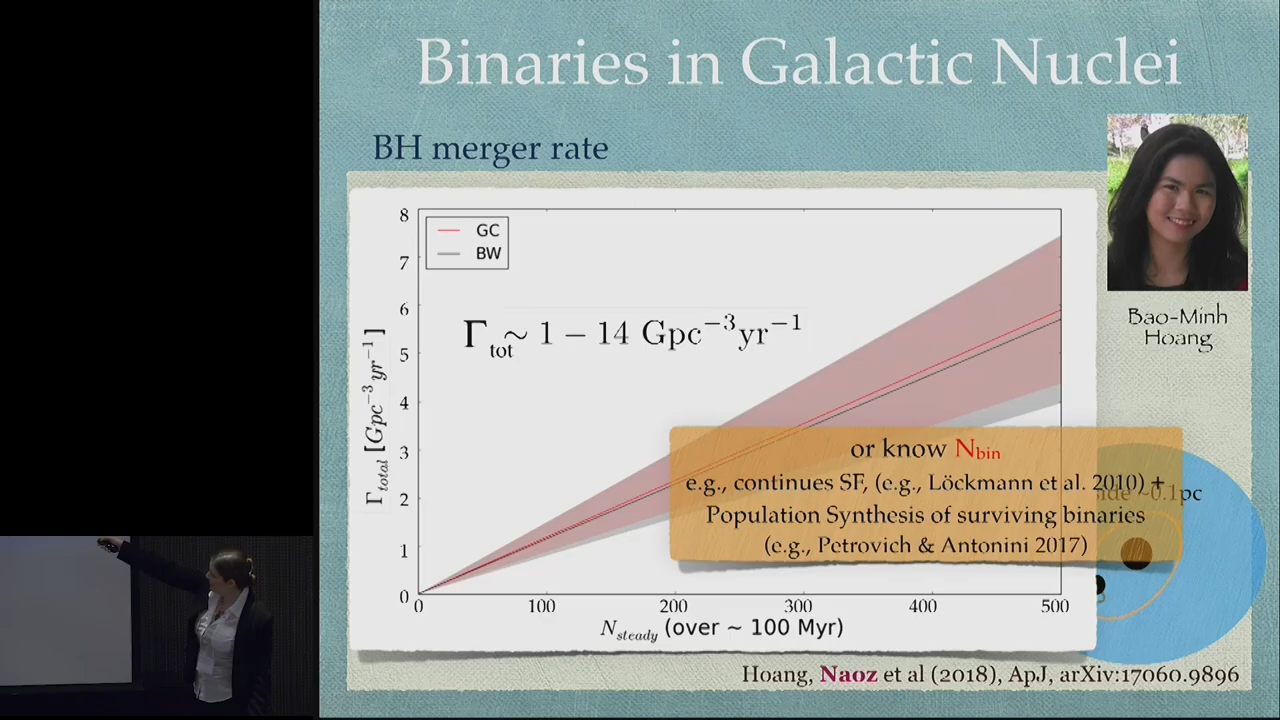 Binaries in Galactic Nuclei
BH merger rate
Bao-Minh
Hoang
GC
BW
Γtot ~ 1 − 14 Gpc−3yr−1
Γtotal [Gpc−3 yr−1]
8
7
6
5
4
3
2
1
0
0 100 200 300 400 500
Nsteady (over ~ 100 Myr)
or know Nbin
e.g., continues SF, (e.g., Löckmann et al. 2010) +
Population Synthesis of surviving binaries
(e.g., Petrovich & Antonini 2017)
~0.1pc
Hoang, Naoz et al (2018), ApJ, arXiv:17060.9896